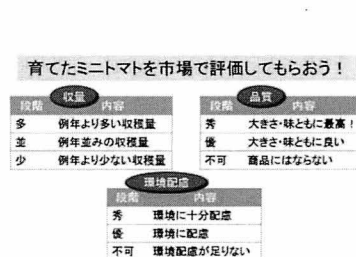 育てたミニトマトを市場で評価してもらおう！
収量
段階 内容
多 例年より多い収穫量
並 例年並みの収穫量
少 例年より少ない収穫量
品質
段階 内容
秀 大きさ・味ともに最高！
優 大きさ・味ともに良い
不可 商品にはならない
環境配慮
段階 内容
秀 環境に十分配慮
優 環境に配慮
不可 環境配慮が足りない